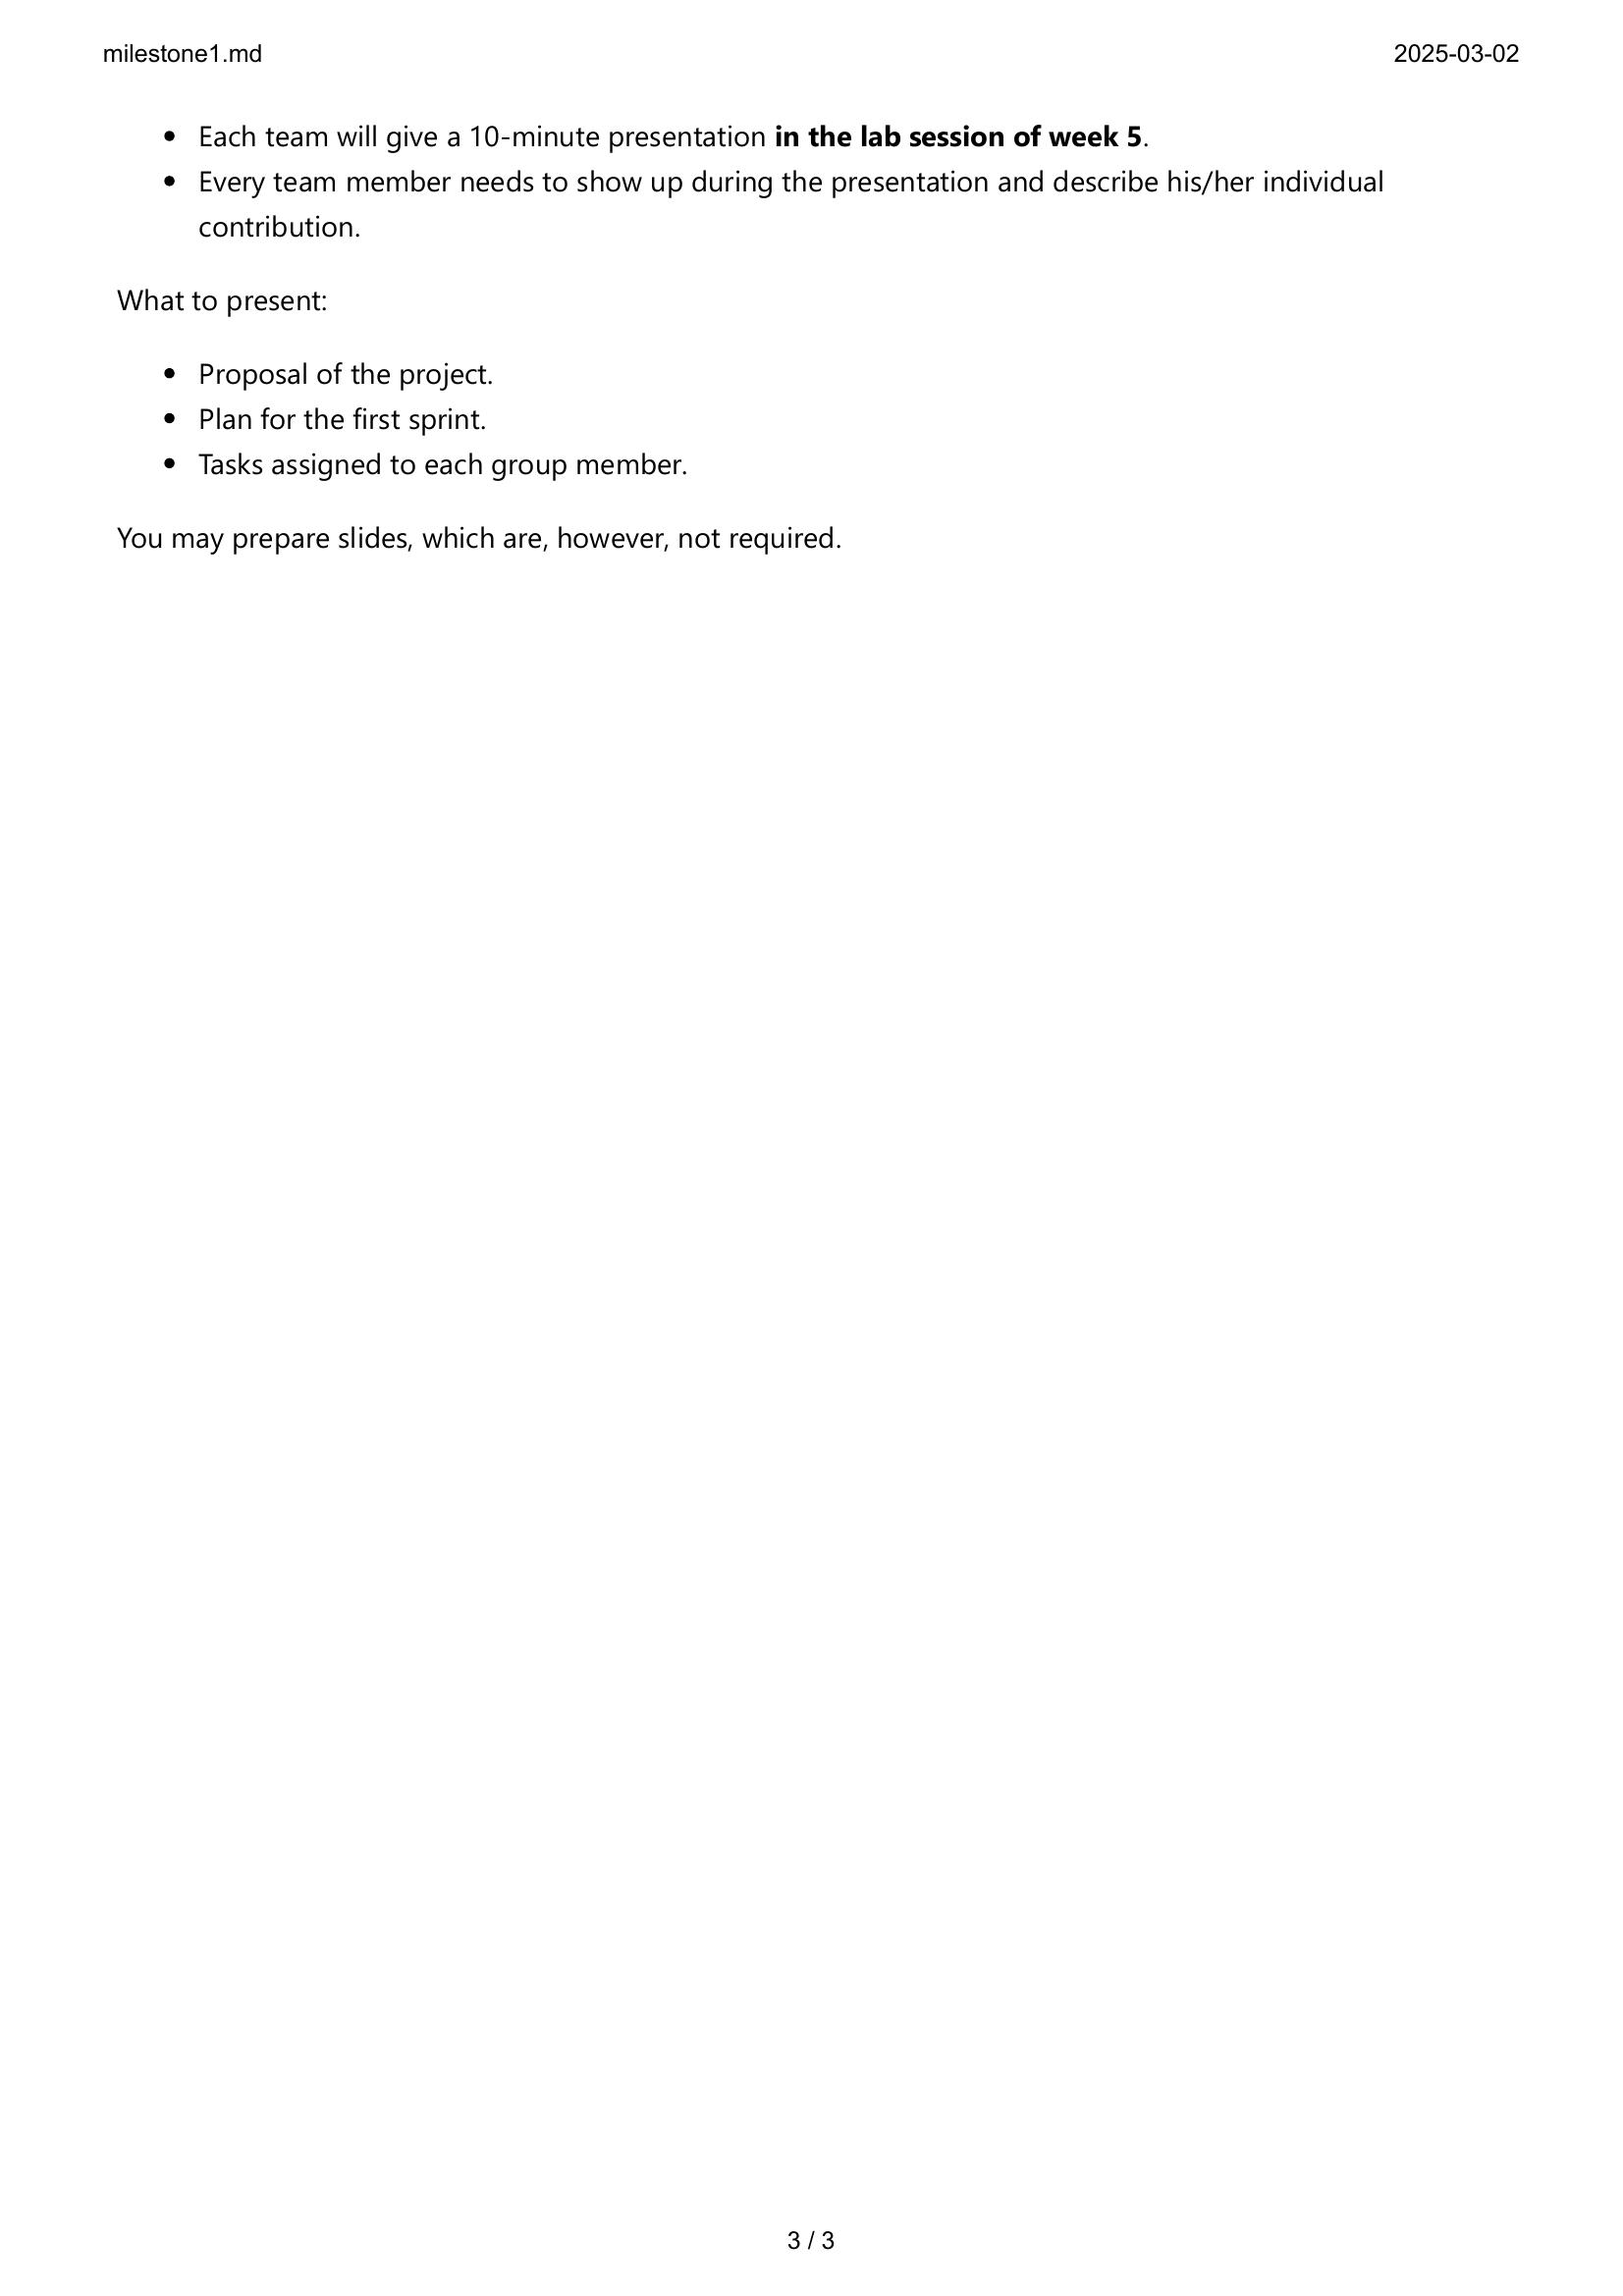 milestone1.md
2025-03-02
• Each team will give a 10-minute presentation in the lab session of week 5.
• Every team member needs to show up during the presentation and describe his/her individual
contribution.
What to present:
• Proposal of the project.
• Plan for the first sprint.
• Tasks assigned to each group member.
You may prepare slides, which are, however, not required.
3 / 3